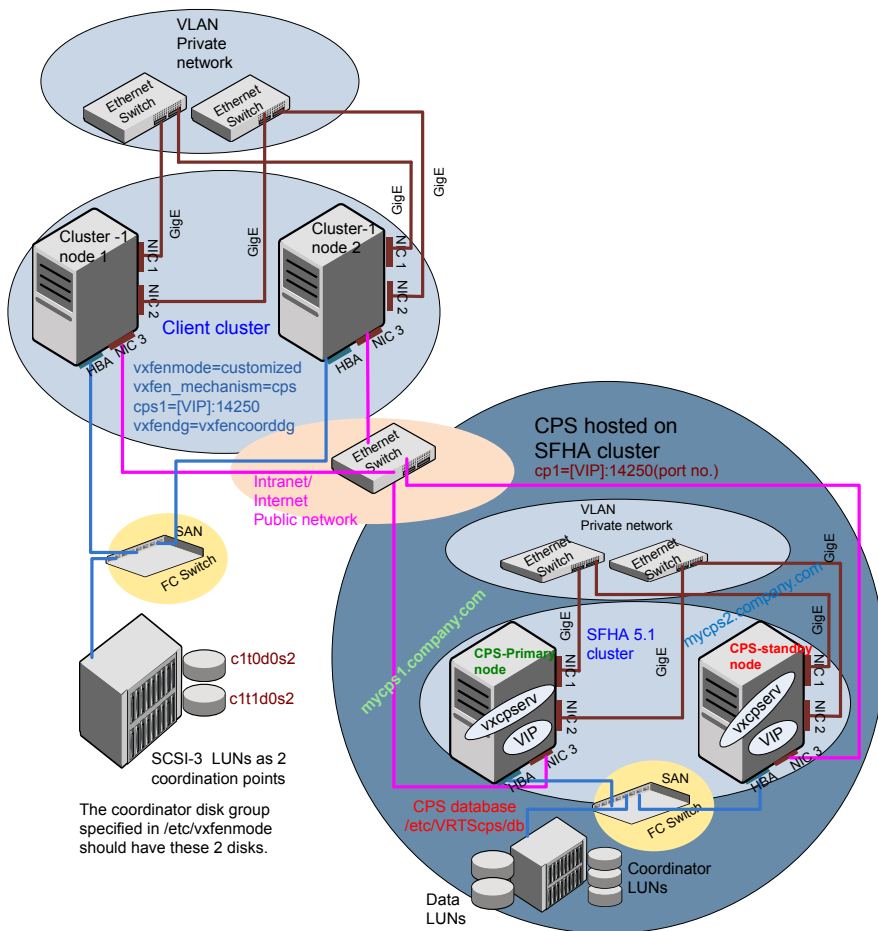 VLAN
Private
network
Ethernet
Switch
Ethernet
Switch
GigE
GigE
GigE
GigE
Cluster -1
node 1
NIC 1
NIC 2
NIC 3
HBA
Cluster-1
node 2
NIC 1
NIC 2
NIC 3
HBA
Client cluster
vxfenmode=customized
vxfen_mechanism=cps
cps1=[VIP]:14250
vxfendg=vxfencoorddg
Ethernet
Switch
Intranet/
Internet
Public network
SAN
FC Switch
c1t0d0s2
c1t1d0s2
SCSI-3  LUNs as 2
coordination points
The coordinator disk group
specified in /etc/vxfenmode
should have these 2 disks.
CPS hosted on
SFHA cluster
cp1=[VIP]:14250(port no.)
VLAN
Private network
Ethernet
Switch
Ethernet
Switch
GigE
GigE
GigE
GigE
mycps1.company.com
mycps2.company.com
SFHA 5.1
cluster
CPS-Primary
node
vxcpserv
VIP
NIC 1
NIC 2
NIC 3
HBA
CPS-standby
node
vxcpserv
VIP
NIC 1
NIC 2
NIC 3
HBA
SAN
FC Switch
CPS database
/etc/VRTScps/db
Data
LUNs
Coordinator
LUNs